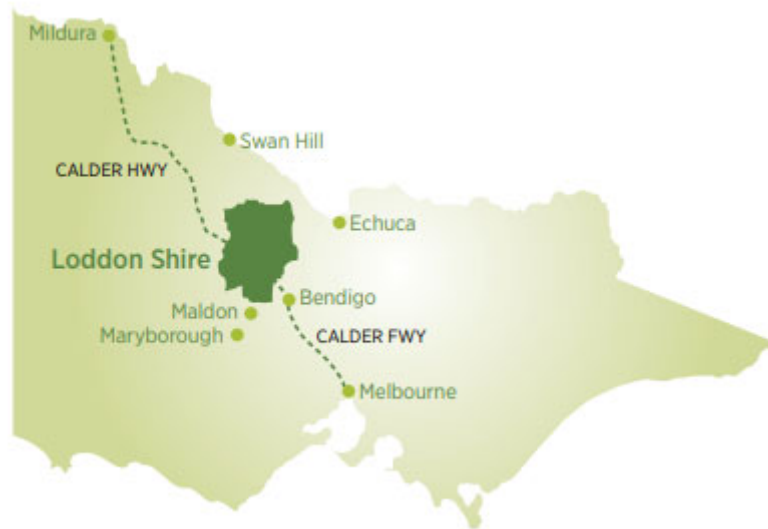 Mildura
Swan Hill
CALDER HWY
Echuca
Loddon Shire
Bendigo
Maldon
Maryborough
CALDER FWY
Melbourne